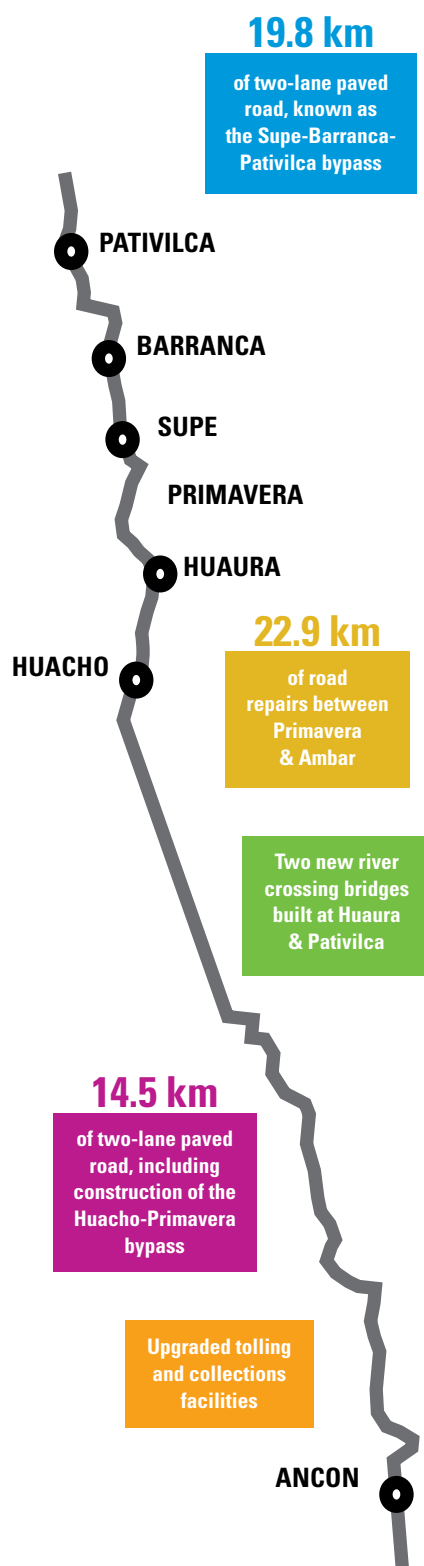 19.8 km
of two-lane paved
road, known as
the Supe-Barranca-
Pativilca bypass
PATIVILCA
BARRANCA
SUPE
PRIMAVERA
HUAURA
22.9 km
of road
repairs between
Primavera
& Ambar
HUACHO
Two new river
crossing bridges
built at Huaura
& Pativilca
14.5 km
of two-lane paved
road, including
construction of the
Huacho-Primavera
bypass
Upgraded tolling
and collections
facilities
ANCON